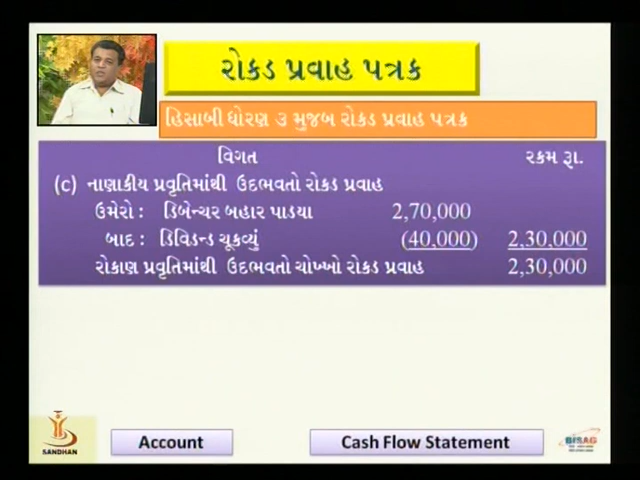 રોકડ પ્રવાહ પત્રક
હિસાબી ધોરણ ૩ મુજબ રોકડ પ્રવાહ પત્રક
વિગત રકમ રૂા.
(c) નાણાકીય પ્રવૃતિમાંથી ઉદભવતો રોકડ પ્રવાહ
ઉમેરો : ડિબેન્ચર બહાર પાડયા 2,70,000
બાદ : ડિવિડન્ડ ચૂકવ્યું (40,000) 2,30,000
રોકાણ પ્રવૃતિમાંથી ઉદભવતો ચોખ્ખો રોકડ પ્રવાહ 2,30,000
SANDHAN
Account
Cash Flow Statement
BISAG